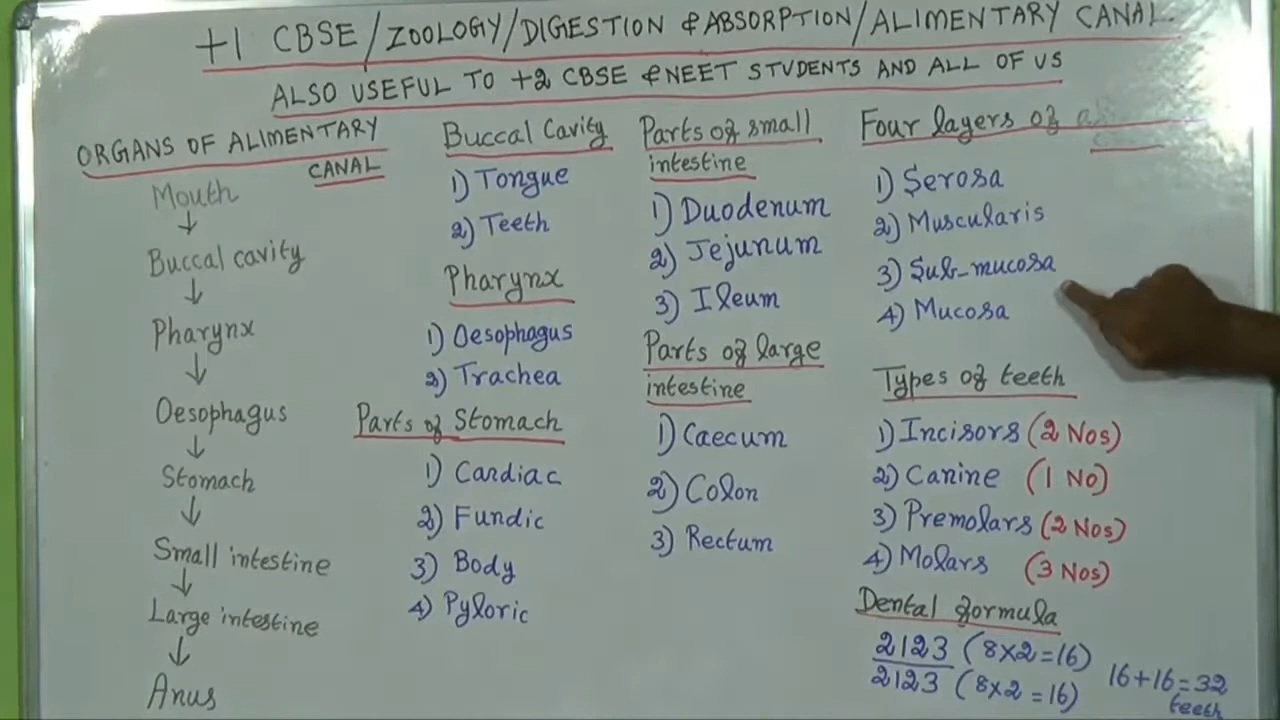 +1 CBSE/ZOOLOGY/DIGESTION & ABSORPTION/ALIMENTARY CANAL.
ALSO USEFUL TO +2 CBSE & NEET STUDENTS AND ALL OF US
ORGANS OF ALIMENTARY
CANAL
Mouth
↓
Buccal cavity
↓
Pharynx
↓
Oesophagus
↓
Stomach
↓
Small intestine
↓
Large intestine
↓
Anus
Buccal Cavity
1) Tongue
2) Teeth
Pharynx
1) Oesophagus
2) Trachea
Parts of Stomach
1) Cardiac
2) Fundic
3) Body
4) Pyloric
Parts of small
intestine
1) Duodenum
2) Jejunum
3) Ileum
Parts of large
intestine
1) Caecum
2) Colon
3) Rectum
Four layers of
1) Serosa
2) Muscularis
3) Sub-mucosa
4) Mucosa
Types of teeth
1) Incisors (2 Nos)
2) Canine (1 No)
3) Premolars (2 Nos)
4) Molars (3 Nos)
Dental formula
2123 (8x2=16)
2123 (8x2=16)
16+16=32
teeth